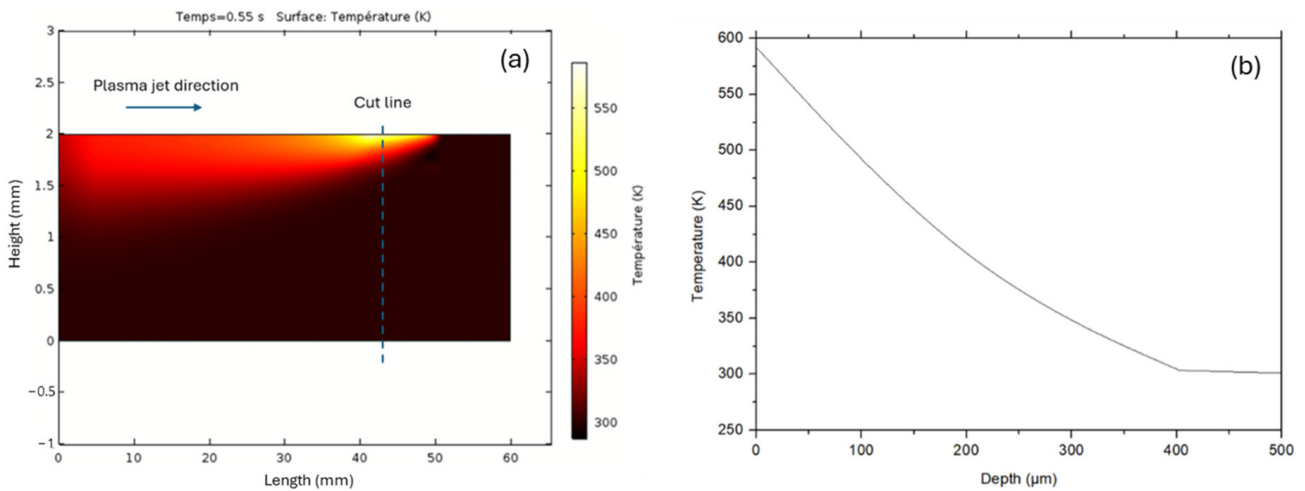 Temps=0.55 s Surface: Température (K)
(a)
Plasma jet direction
Cut line
Height (mm)
3
2.5
2
1.5
1
0.5
0
−0.5
−1
0 10 20 30 40 50 60
Length (mm)
550
500
450
400
350
300
Température (K)
(b)
Temperature (K)
600
550
500
450
400
350
300
250
0 100 200 300 400 500
Depth (μm)